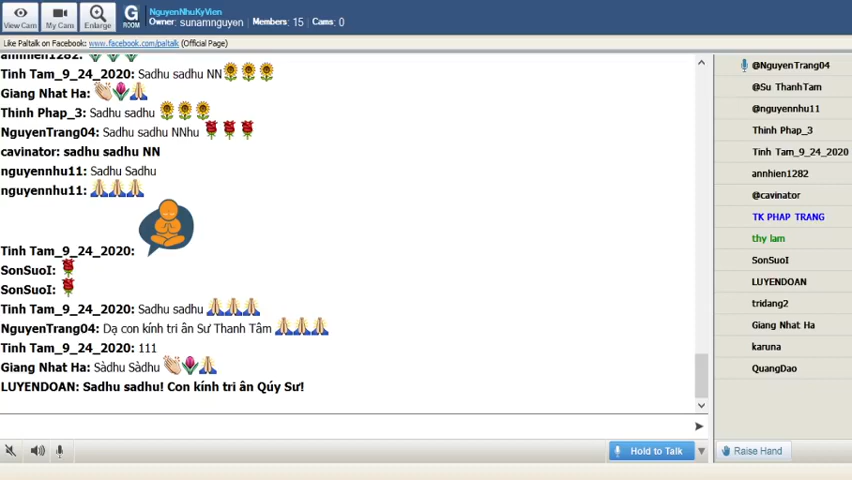 View Cam
My Cam
Enlarge
G
ROOM
NguyenNhuKyVien
Owner: sunamnguyen Members: 15 Cams: 0
Like Paltalk on Facebook: www.facebook.com/paltalk (Official Page)
annhien1282:
Tinh Tam_9_24_2020: Sadhu sadhu NN
Giang Nhat Ha:
Thinh Phap_3: Sadhu sadhu
NguyenTrang04: Sadhu sadhu NNhu
cavinator: sadhu sadhu NN
nguyennhu11: Sadhu Sadhu
nguyennhu11:
Tinh Tam_9_24_2020:
SonSuoI:
SonSuoI:
Tinh Tam_9_24_2020: Sadhu sadhu
NguyenTrang04: Dạ con kính tri ân Sư Thanh Tâm
Tinh Tam_9_24_2020: 111
Giang Nhat Ha: Sàdhu Sàdhu
LUYENDOAN: Sadhu sadhu! Con kính tri ân Qúy Sư!
Hold to Talk
@NguyenTrang04
@Su ThanhTam
@nguyennhu11
Thinh Phap_3
Tinh Tam_9_24_2020
annhien1282
@cavinator
TK PHAP TRANG
thy lam
SonSuoI
LUYENDOAN
tridang2
Giang Nhat Ha
karuna
QuangDao
Raise Hand